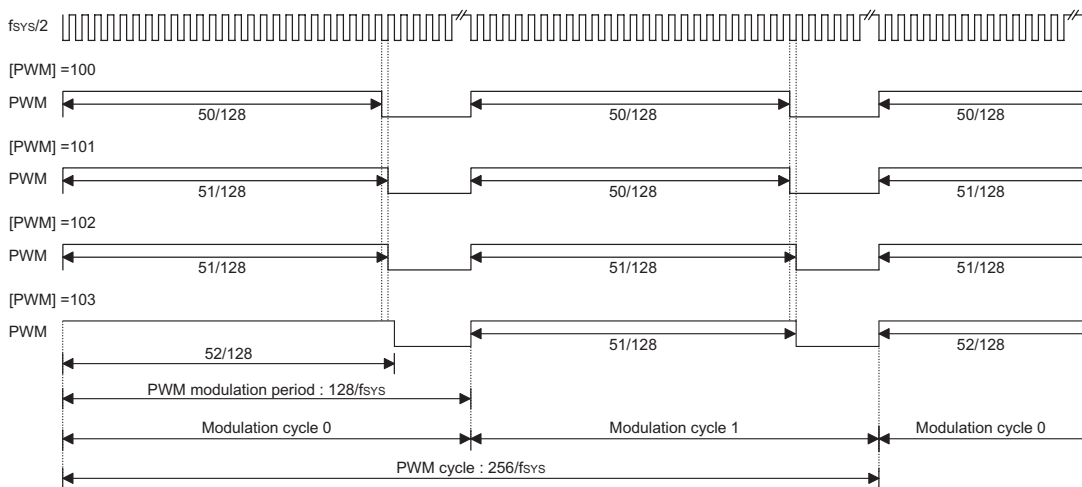 fSYS/2
[PWM] =100
PWM
50/128 50/128 50/128
[PWM] =101
PWM
51/128 50/128 51/128
[PWM] =102
PWM
51/128 51/128 51/128
[PWM] =103
PWM
52/128 51/128 52/128
PWM modulation period : 128/fSYS
Modulation cycle 0 Modulation cycle 1 Modulation cycle 0
PWM cycle : 256/fSYS